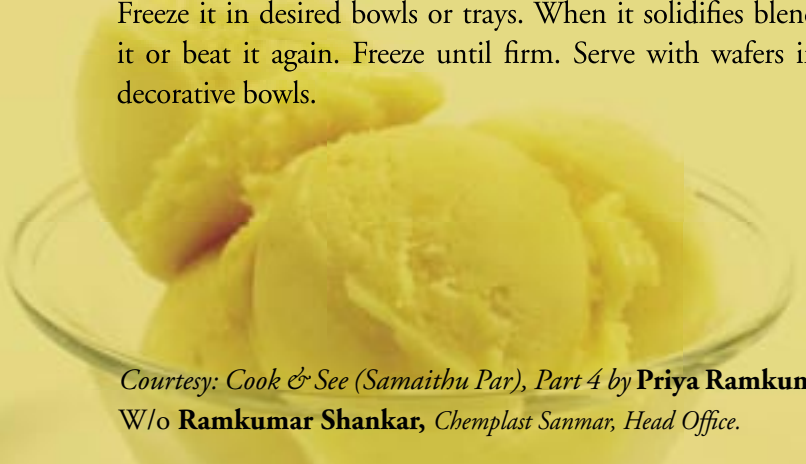 Freeze it in desired bowls or trays. When it solidifies blen
it or beat it again. Freeze until firm. Serve with wafers i
decorative bowls.
Courtesy: Cook & See (Samaithu Par), Part 4 by Priya Ramkum
W/o Ramkumar Shankar, Chemplast Sanmar, Head Office.